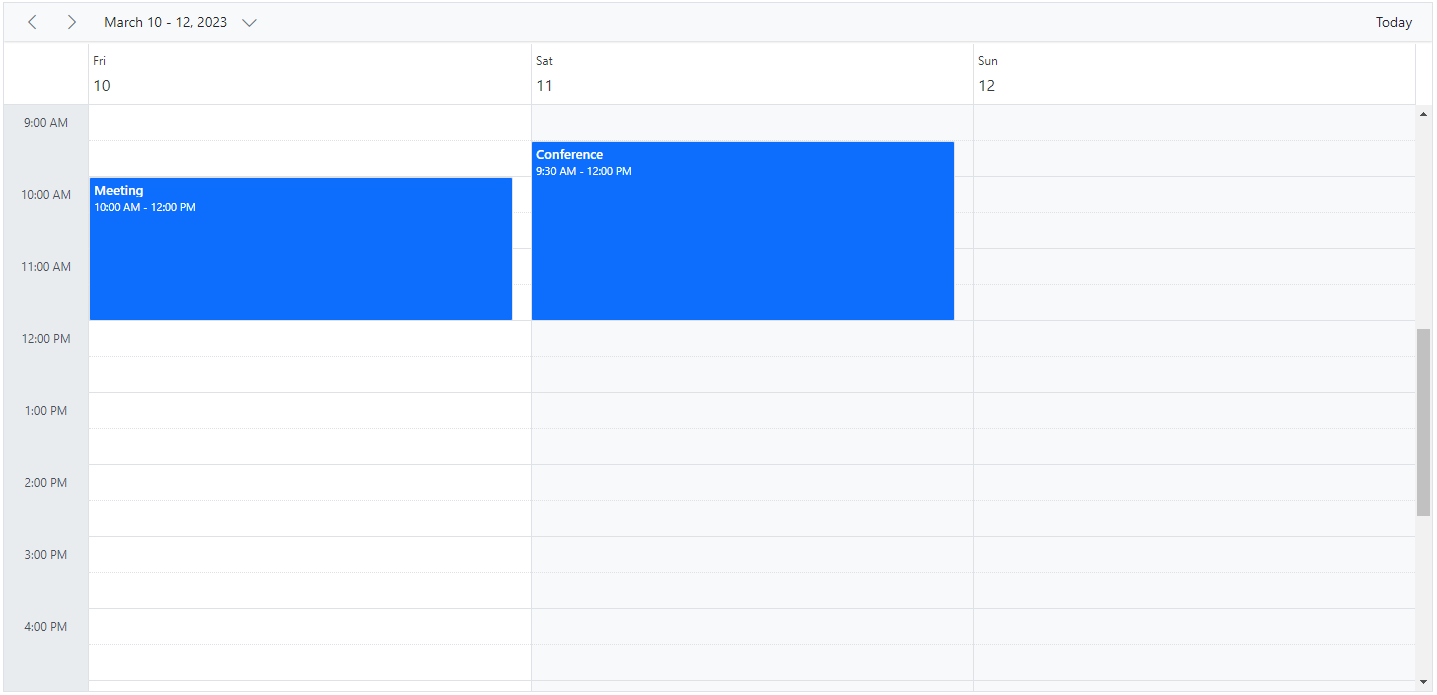 March 10 - 12, 2023
Today
Fri
10
Sat
11
Sun
12
9:00 AM
10:00 AM
11:00 AM
12:00 PM
1:00 PM
2:00 PM
3:00 PM
4:00 PM
Meeting
10:00 AM - 12:00 PM
Conference
9:30 AM - 12:00 PM